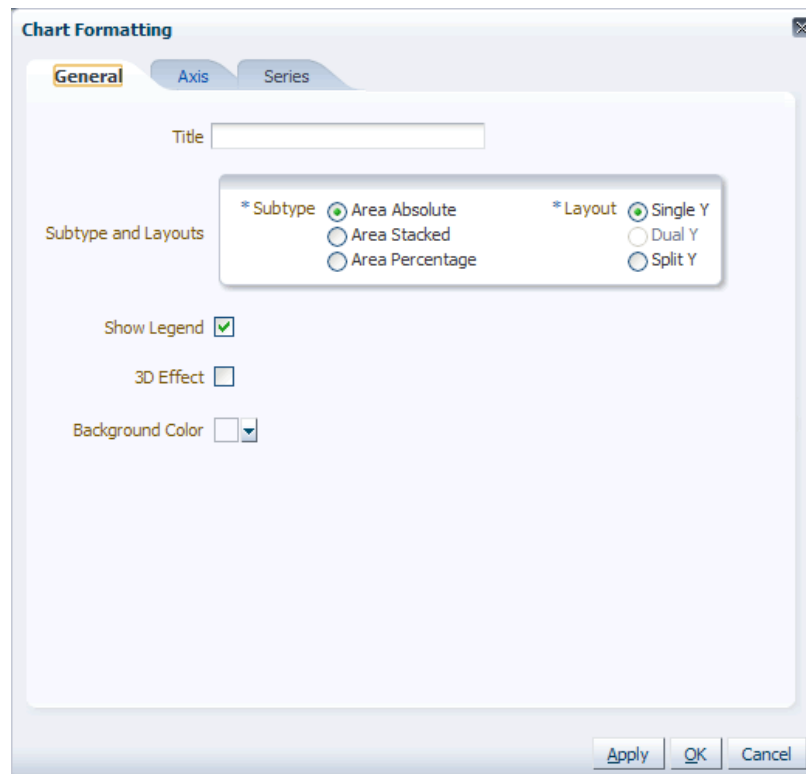 Chart Formatting
General Axis Series
Title
Subtype and Layouts
* Subtype Area Absolute
Area Stacked
Area Percentage
* Layout Single Y
Dual Y
Split Y
Show Legend
3D Effect
Background Color
Apply OK Cancel